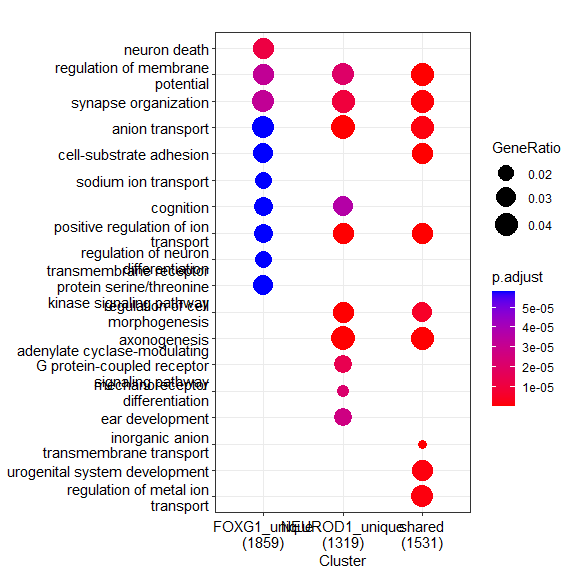 neuron death
regulation of membrane
potential
synapse organization
anion transport
cell-substrate adhesion
sodium ion transport
cognition
positive regulation of ion
transport
regulation of neuron
differentiation
transmembrane receptor
protein serine/threonine
kinase signaling pathway
regulation of cell
morphogenesis
axonogenesis
adenylate cyclase-modulating
G protein-coupled receptor
signaling pathway
mechanoreceptor
differentiation
ear development
inorganic anion
transmembrane transport
urogenital system development
regulation of metal ion
transport
FOXG1_unique
(1859)
NEUROD1_unique
(1319)
shared
(1531)
Cluster
GeneRatio
0.02
0.03
0.04
p.adjust
5e-05
4e-05
3e-05
2e-05
1e-05